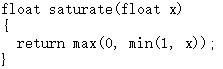 float saturate(float x)
{
  return max(0, min(1, x));
}